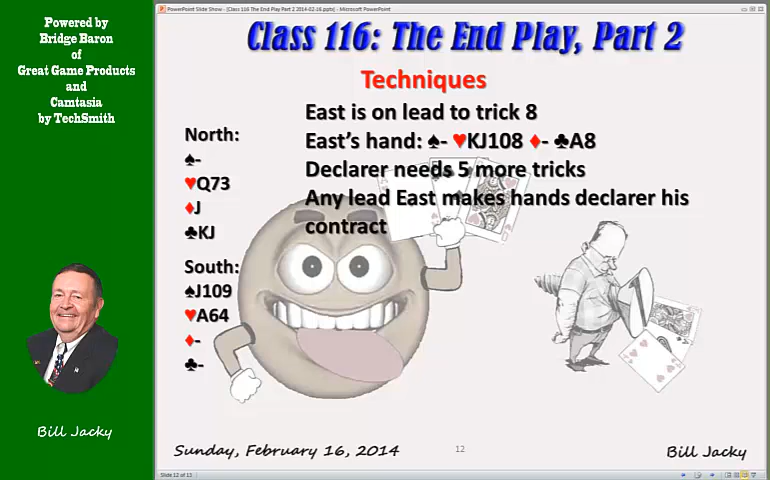 Powered by
Bridge Baron
of
Great Game Products
and
Camtasia
by TechSmith
Bill Jacky
PowerPoint Slide Show - [Class 116 The End Play Part 2 2014-02-16.pptx] - Microsoft PowerPoint
Class 116: The End Play, Part 2
Techniques
East is on lead to trick 8
East's hand: ♠- ♥KJ108 ♦- ♣A8
Declarer needs 5 more tricks
Any lead East makes hands declarer his
contract
North:
♠-
♥Q73
♦J
♣KJ
South:
♠J109
♥A64
♦-
♣-
Sunday, February 16, 2014
12
Bill Jacky
Slide 12 of 13